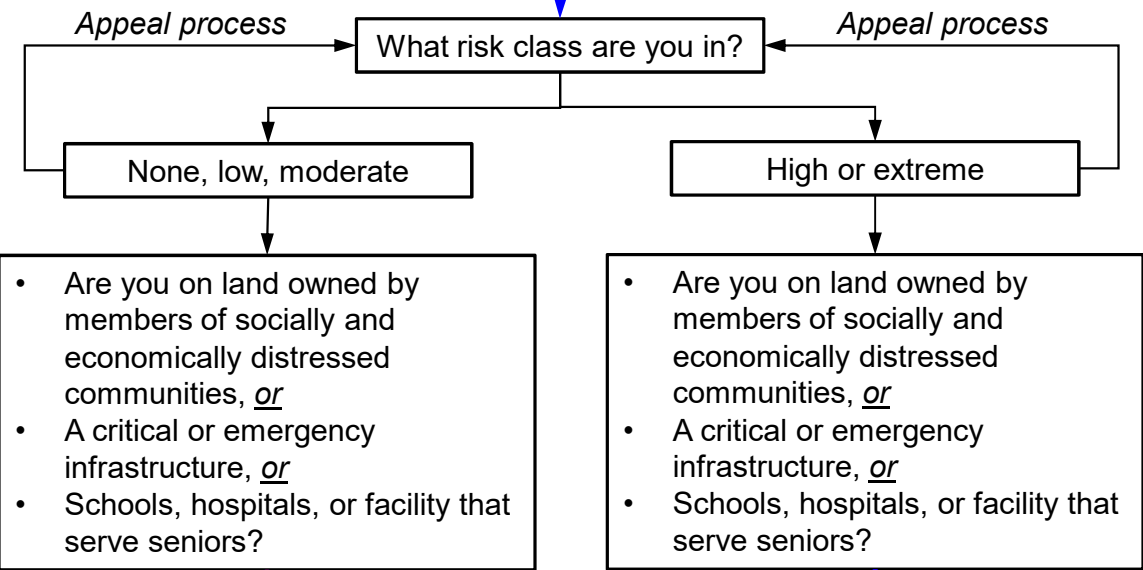 Appeal process
Appeal process
What risk class are you in?
None, low, moderate
High or extreme
• Are you on land owned by
members of socially and
economically distressed
communities, or
• A critical or emergency
infrastructure, or
• Schools, hospitals, or facility that
serve seniors?
• Are you on land owned by
members of socially and
economically distressed
communities, or
• A critical or emergency
infrastructure, or
• Schools, hospitals, or facility that
serve seniors?